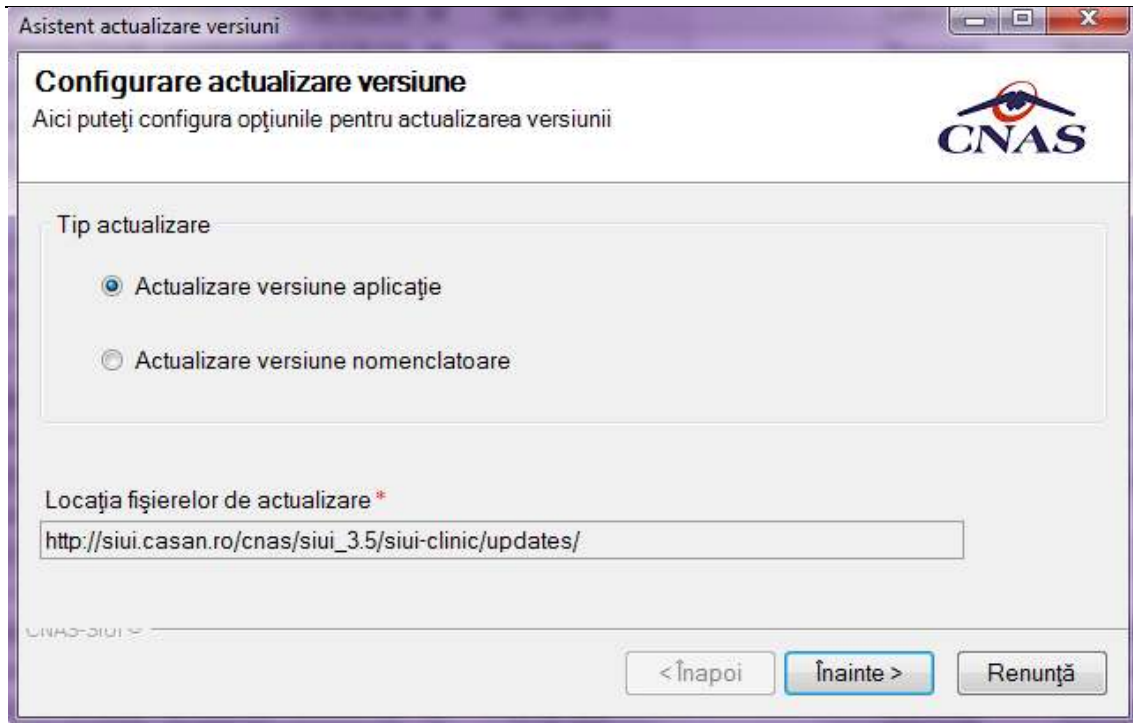 Asistent actualizare versiuni
Configurare actualizare versiune
Aici puteţi configura opţiunile pentru actualizarea versiunii
CNAS
Tip actualizare
Actualizare versiune aplicaţie
Actualizare versiune nomenclatoare
Locaţia fişierelor de actualizare *
http://siui.casan.ro/cnas/siui_3.5/siui-clinic/updates/
CNAS-SIUI ©
< Înapoi
Înainte >
Renunţă